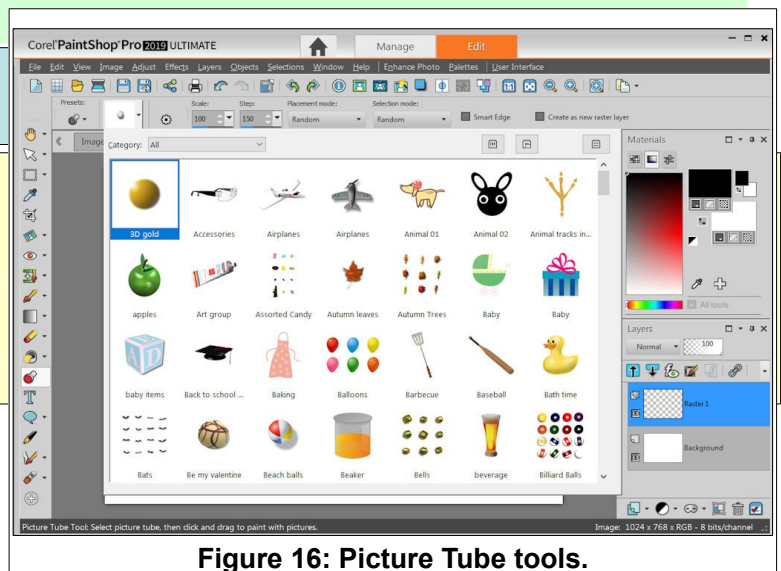 Corel® PaintShop® Pro 2019 ULTIMATE
Manage
Edit
File Edit View Image Adjust Effects Layers Objects Selections Window Help Enhance Photo Palettes User Interface
Presets:
Scale: Step: Placement mode: Selection mode:
100 150 Random Random Smart Edge Create as new raster layer
Image
Category: All
3D gold Accessories Airplanes Airplanes Animal 01 Animal 02 Animal tracks in...
apples Art group Assorted Candy Autumn leaves Autumn Trees Baby Baby
baby items Back to school ... Baking Balloons Barbecue Baseball Bath time
Bats Be my valentine Beach balls Beaker Bells beverage Billiard Balls
Materials
All tools
Layers
Normal 100
Raster 1
Background
Picture Tube Tool: Select picture tube, then click and drag to paint with pictures.
Image: 1024 x 768 x RGB - 8 bits/channel
Figure 16: Picture Tube tools.